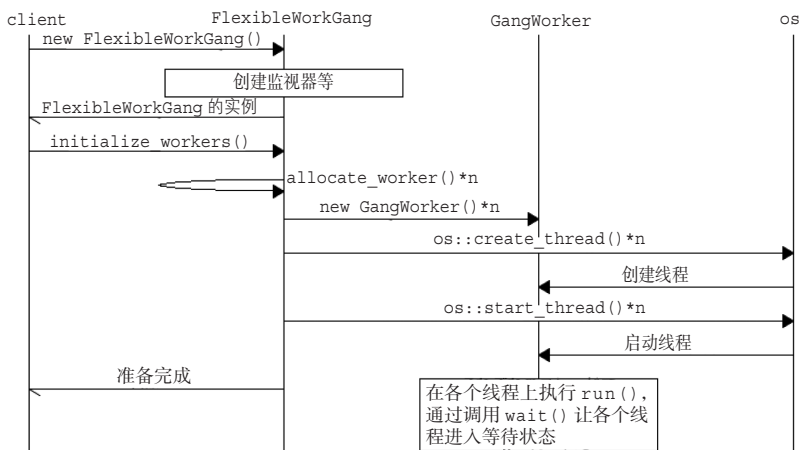 client FlexibleWorkGang GangWorker os
new FlexibleWorkGang()
创建监视器等
FlexibleWorkGang 的实例
initialize_workers()
allocate_worker()*n
new GangWorker()*n
os::create_thread()*n
创建线程
os::start_thread()*n
启动线程
准备完成
在各个线程上执行 run(),
通过调用 wait() 让各个线
程进入等待状态